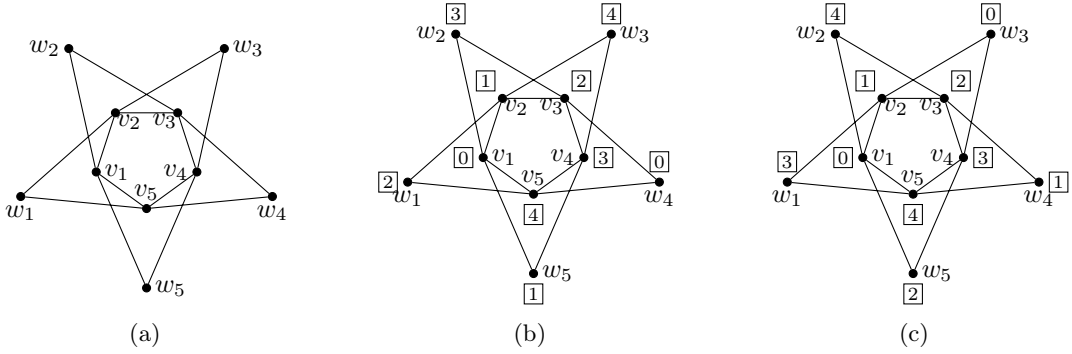 3 4 4 0
w₂ w₃ w₂ w₃ w₂ w₃
1 2 1 2
v₂ v₃ v₂ v₃ v₂ v₃
v₁ v₄ 0 v₁ v₄ 3 0 0 v₁ v₄ 3
v₅ 2 v₅ 3 v₅ 1
w₁ w₄ w₁ w₄ w₁ w₄
4 4
w₅ w₅ w₅
1 2
(a) (b) (c)